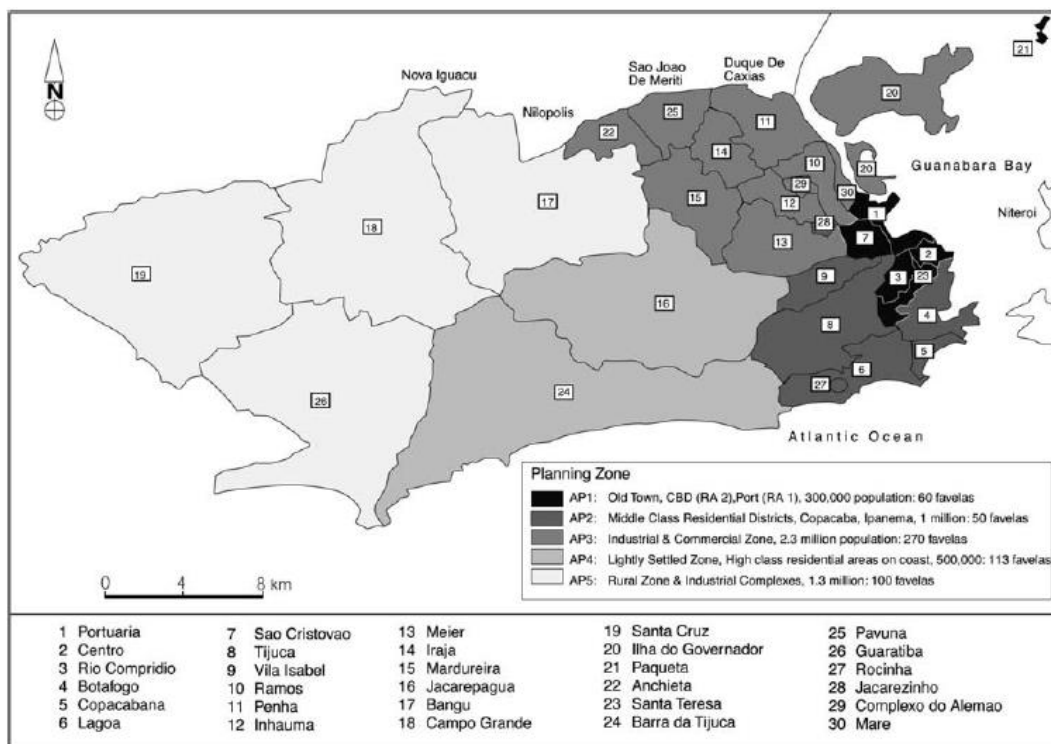 N
Nova Iguacu
Sao Joao
De Meriti
Duque De
Caxias
Nilopolis
21
20
22
25
11
14
10
29
12
30
20
Guanabara Bay
Niteroi
1
15
28
7
13
17
18
19
2
3
23
9
4
16
8
5
6
27
24
26
Atlantic Ocean
Planning Zone
AP1: Old Town, CBD (RA 2),Port (RA 1), 300,000 population: 60 favelas
AP2: Middle Class Residential Districts, Copacaba, Ipanema, 1 million: 50 favelas
AP3: Industrial & Commercial Zone, 2.3 million population: 270 favelas
AP4: Lightly Settled Zone, High class residential areas on coast, 500,000: 113 favelas
AP5: Rural Zone & Industrial Complexes, 1.3 million: 100 favelas
0 4 8 km
1 Portuaria
2 Centro
3 Rio Compridio
4 Botafogo
5 Copacabana
6 Lagoa
7 Sao Cristovao
8 Tijuca
9 Vila Isabel
10 Ramos
11 Penha
12 Inhauma
13 Meier
14 Iraja
15 Mardureira
16 Jacarepagua
17 Bangu
18 Campo Grande
19 Santa Cruz
20 Ilha do Governador
21 Paqueta
22 Anchieta
23 Santa Teresa
24 Barra da Tijuca
25 Pavuna
26 Guaratiba
27 Rocinha
28 Jacarezinho
29 Complexo do Alemao
30 Mare